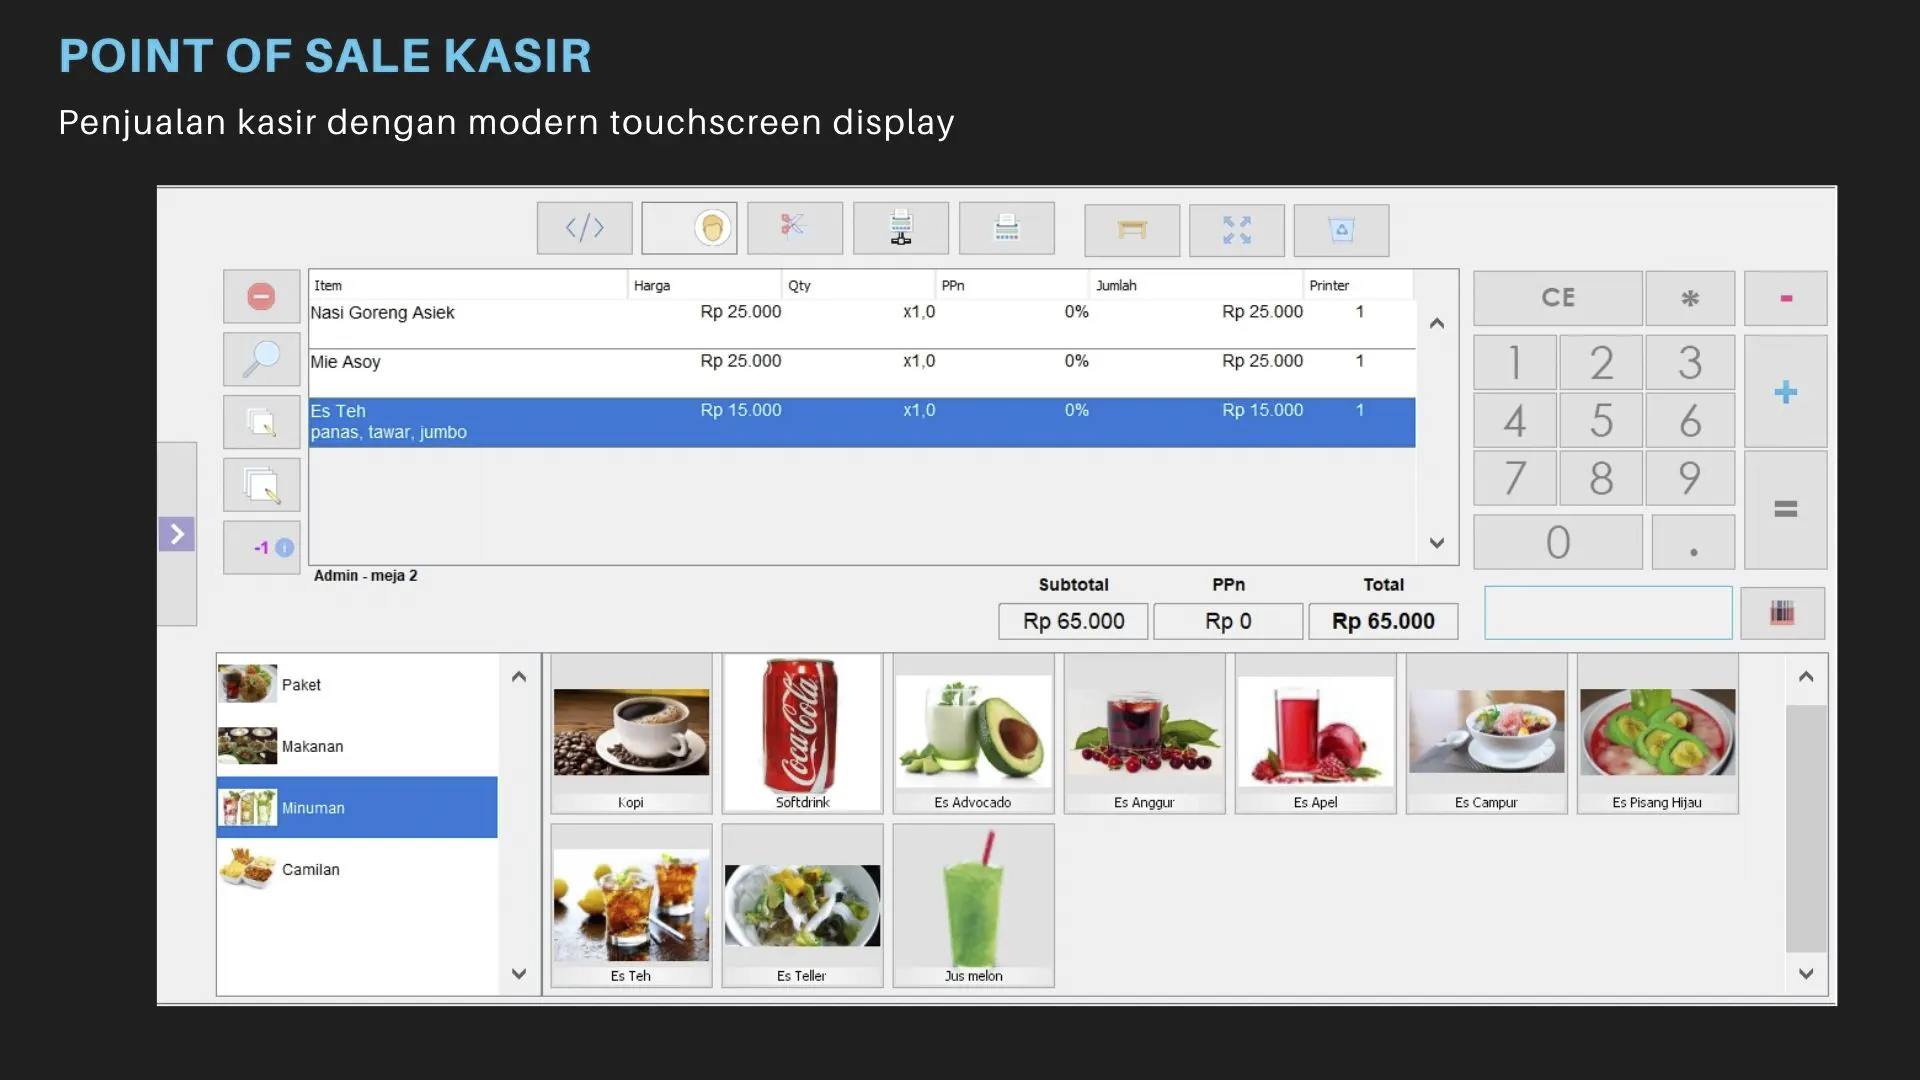 POINT OF SALE KASIR
Penjualan kasir dengan modern touchscreen display
</>
Item Harga Qty PPn Jumlah Printer
Nasi Goreng Asiek Rp 25.000 x1,0 0% Rp 25.000 1
Mie Asoy Rp 25.000 x1,0 0% Rp 25.000 1
Es Teh Rp 15.000 x1,0 0% Rp 15.000 1
panas, tawar, jumbo
-1
Admin - meja 2
Subtotal PPn Total
Rp 65.000 Rp 0 Rp 65.000
CE * -
1 2 3 +
4 5 6
7 8 9 =
0 .
Paket
Makanan
Minuman
Camilan
Coca-Cola
Kopi Softdrink Es Advocado Es Anggur Es Apel Es Campur Es Pisang Hijau
Es Teh Es Teller Jus melon